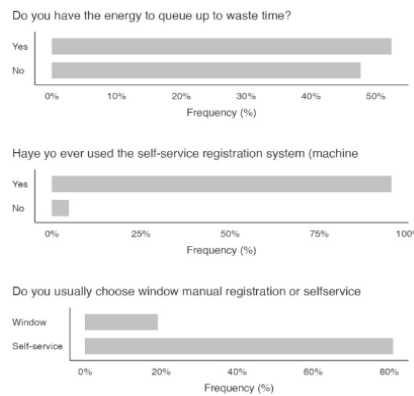 Do you have the energy to queue up to waste time?
Yes
No
0% 10% 20% 30% 40% 50%
Frequency (%)
Haye yo ever used the self-service registration system (machine
Yes
No
0% 25% 50% 75% 100%
Frequency (%)
Do you usually choose window manual registration or selfservice
Window
Self-service
0% 20% 40% 60% 80%
Frequency (%)